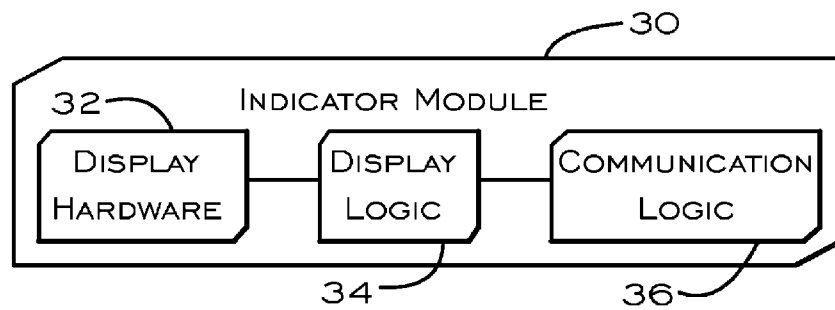 30
INDICATOR MODULE
32
DISPLAY
HARDWARE
DISPLAY
LOGIC
COMMUNICATION
LOGIC
34
36